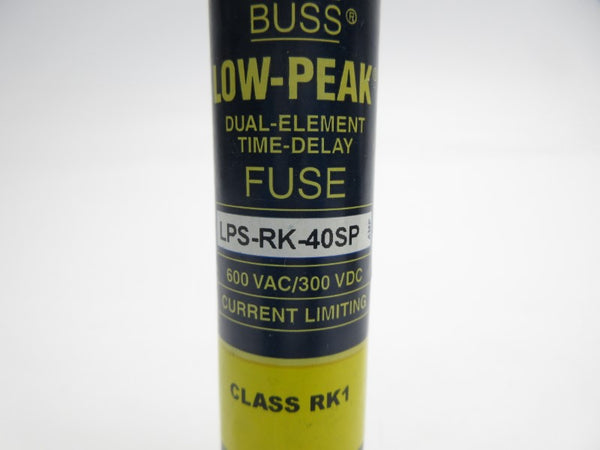 BUSS®
LOW-PEAK®
DUAL-ELEMENT
TIME-DELAY
FUSE
LPS-RK-40SP AMP
600 VAC/300 VDC
CURRENT LIMITING
CLASS RK1